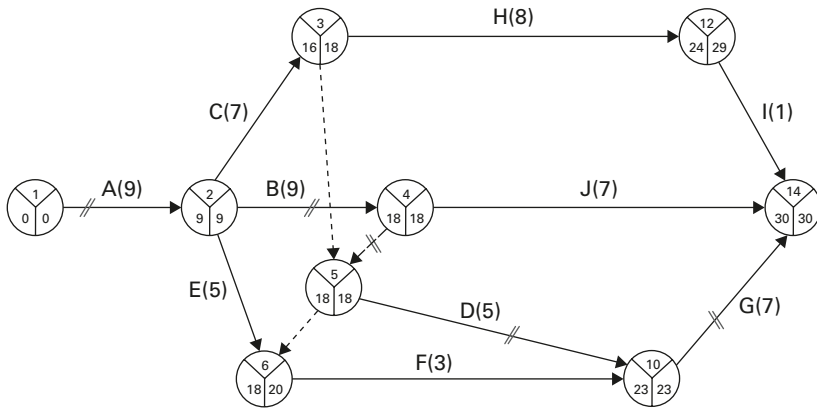 3
16 18
H(8)
12
24 29
C(7)
I(1)
1
0 0
A(9)
2
9 9
B(9)
4
18 18
J(7)
14
30 30
E(5)
5
18 18
D(5)
G(7)
6
18 20
F(3)
10
23 23